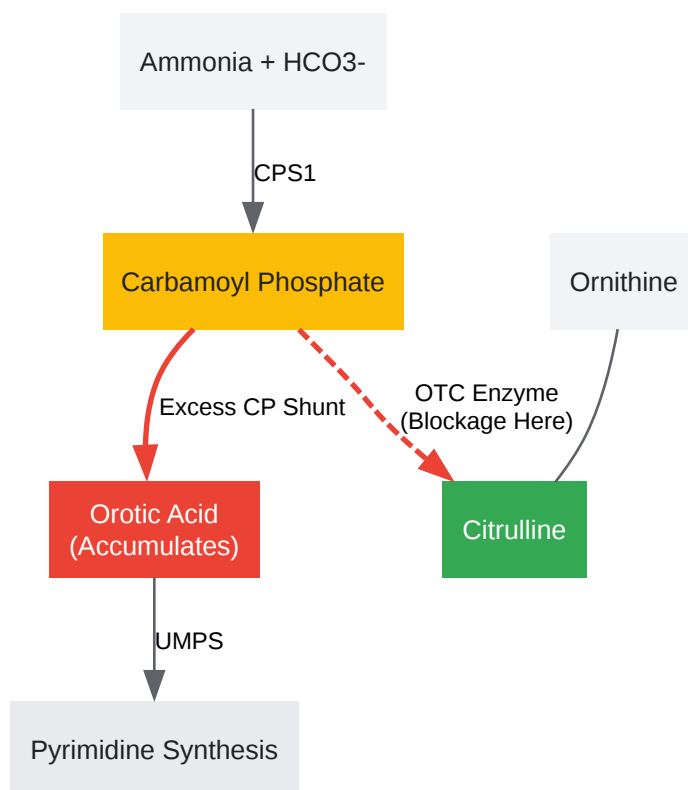 Ammonia + HCO3-
CPS1
Carbamoyl Phosphate
Ornithine
Excess CP Shunt
OTC Enzyme
(Blockage Here)
Orotic Acid
(Accumulates)
Citrulline
UMPS
Pyrimidine Synthesis